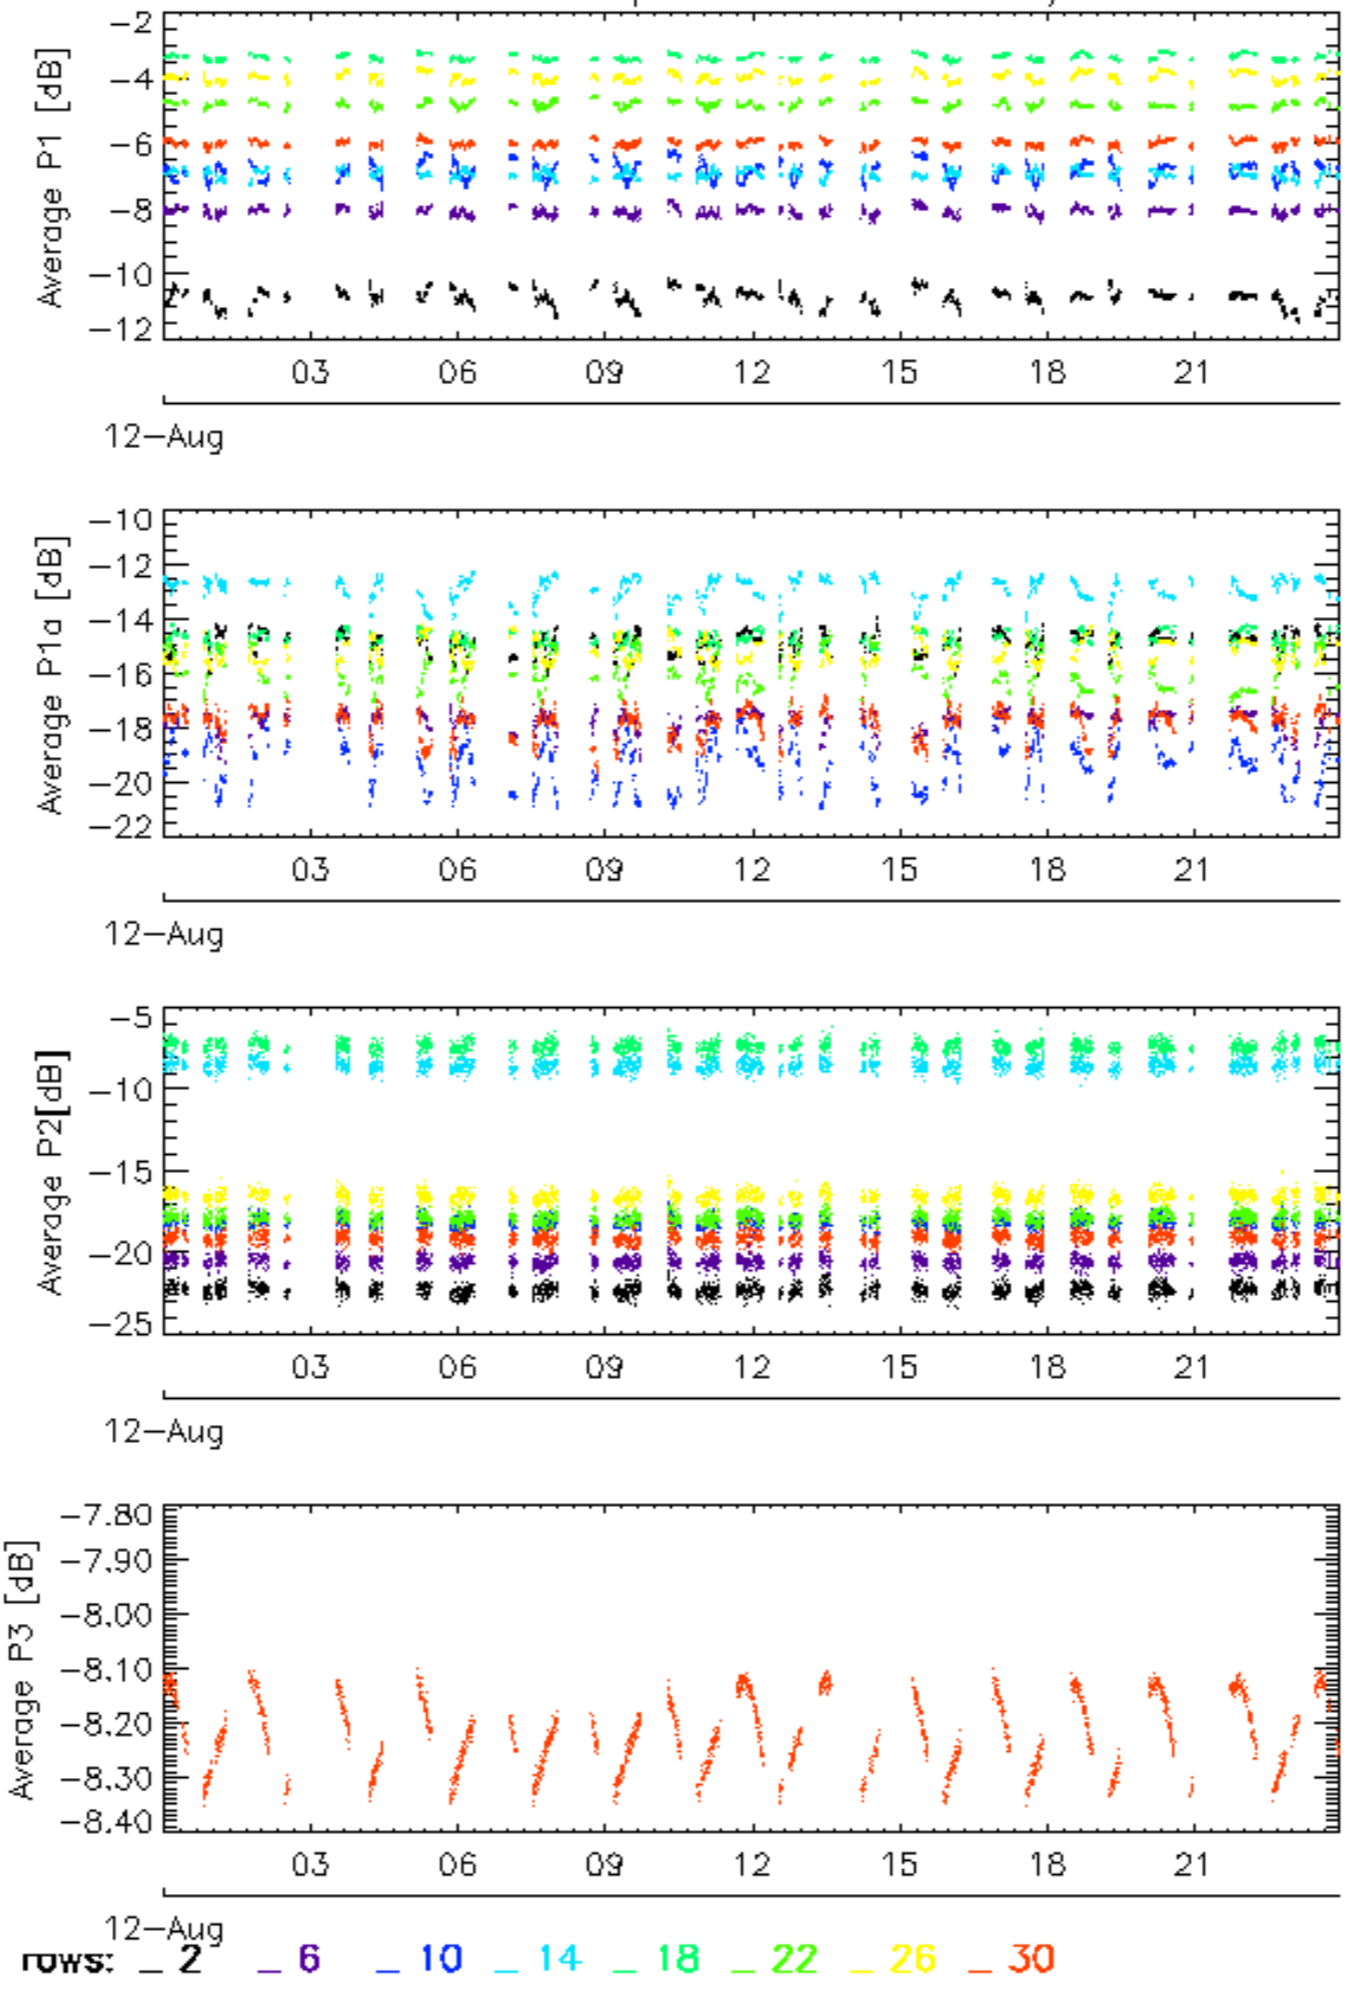 Average P1 [dB]
−2
−4
−6
−8
−10
−12
03 06 09 12 15 18 21
12−Aug
Average P1a [dB]
−10
−12
−14
−16
−18
−20
−22
03 06 09 12 15 18 21
12−Aug
Average P2[dB]
−5
−10
−15
−20
−25
03 06 09 12 15 18 21
12−Aug
Average P3 [dB]
−7.80
−7.90
−8.00
−8.10
−8.20
−8.30
−8.40
03 06 09 12 15 18 21
12−Aug
rows: _ 2 _ 6 _ 10 _ 14 _ 18 _ 22 _ 26 _ 30